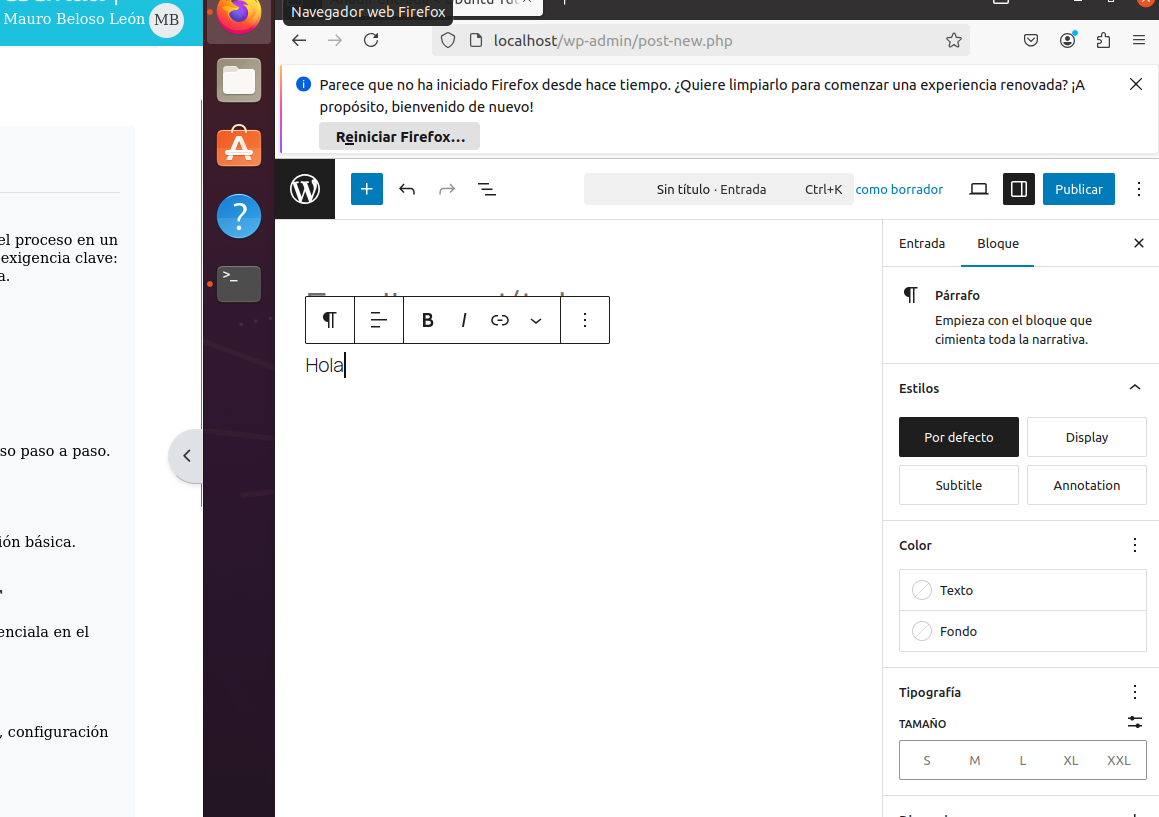 Mauro Beloso León
MB
el proceso en un
exigencia clave:
a.
so paso a paso.
ión básica.
enciala en el
, configuración
Navegador web Firefox
localhost/wp-admin/post-new.php
Parece que no ha iniciado Firefox desde hace tiempo. ¿Quiere limpiarlo para comenzar una experiencia renovada? ¡A
propósito, bienvenido de nuevo!
Reiniciar Firefox...
Sin título · Entrada
Ctrl+K
como borrador
Publicar
Entrada
Bloque
Párrafo
Empieza con el bloque que
cimienta toda la narrativa.
B
I
Hola
Estilos
Por defecto
Display
Subtitle
Annotation
Color
Texto
Fondo
Tipografía
TAMAÑO
S
M
L
XL
XXL